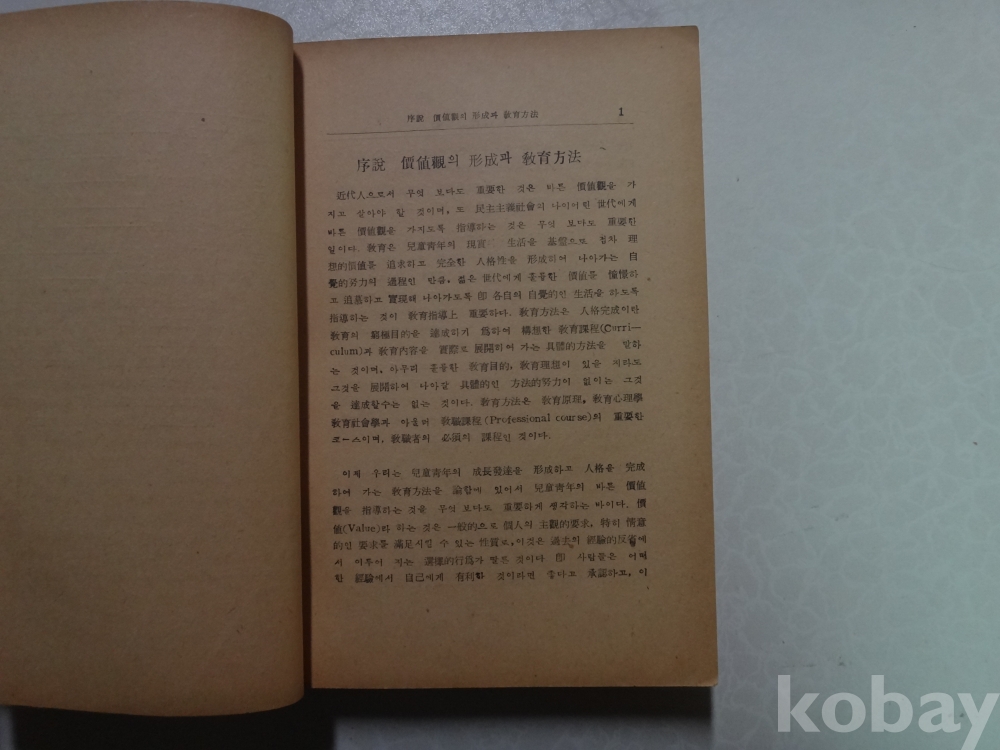 序說 價値觀의 形成과 敎育方法 1
序說 價値觀의 形成과 敎育方法
近代人으로서 무엇 보다도 重要한 것은 바른 價値觀을 가
지고 살아야 할 것이며, 또 民主主義社會의 나이어린 世代에게
바른 價値觀을 가지도록 指導하는 것은 무엇 보다도 重要한
일이다. 敎育은 兒童靑年의 現實 生活을 基盤으로 점차 理
想的價値를 追求하고 完全한 人格性을 形成하여 나아가는 自
覺的努力의 過程인 만큼, 젊은 世代에게 훌륭한 價値를 憧憬하
고 追慕하고 實現해 나아가도록 卽 各自의 自覺的인 生活을 하도록
指導하는 것이 敎育指導上 重要하다. 敎育方法은 人格完成이란
敎育의 窮極目的을 達成하기 爲하여 構想한 敎育課程(Curri—
culum)과 敎育內容을 實際로 展開하여 가는 具體的方法을 말하
는 것이며, 아무리 훌륭한 敎育目的, 敎育理想이 있을 지라도
그것을 展開하여 나아갈 具體的인 方法的努力이 없이는 그것
을 達成할수는 없는 것이다. 敎育方法은 敎育原理, 敎育心理學
敎育社會學과 아울러 敎職課程(Professional course)의 重要한
코—스이며, 敎職者의 必須의 課程인 것이다.
이제 우리는 兒童靑年의 成長發達을 形成하고 人格을 完成
하여 가는 敎育方法을 論함에 있어서 兒童靑年의 바른 價値
觀을 指導하는 것을 무엇 보다도 重要하게 생각하는 바이다. 價
値(Value)라 하는 것은 一般的으로 個人의 主觀的要求, 特히 情意
的인 要求를 滿足시킬 수 있는 性質로, 이것은 過去의 經驗的反省에
서 이루어 지는 選擇的行爲가 맺은 것이다 卽 사람들은 어떠
한 經驗에서 自己에게 有利한 것이라면 좋다고 承認하고, 이
kobay